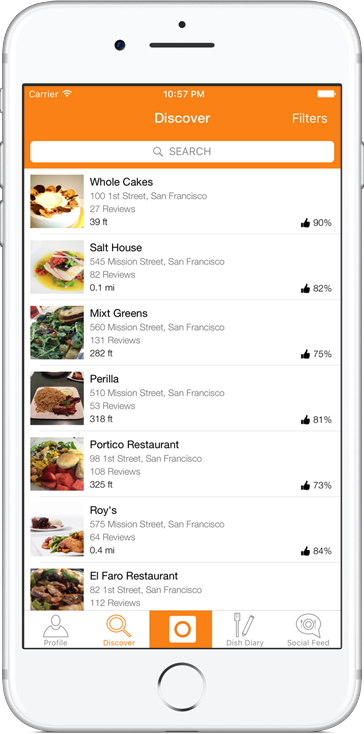 Carrier 10:57 PM
Discover Filters
SEARCH
Whole Cakes
100 1st Street, San Francisco
27 Reviews
39 ft 90%
Salt House
545 Mission Street, San Francisco
82 Reviews
0.1 mi 82%
Mixt Greens
560 Mission Street, San Francisco
131 Reviews
282 ft 75%
Perilla
510 Mission Street, San Francisco
53 Reviews
318 ft 81%
Portico Restaurant
98 1st Street, San Francisco
108 Reviews
325 ft 73%
Roy's
575 Mission Street, San Francisco
64 Reviews
0.4 mi 84%
El Faro Restaurant
82 1st Street, San Francisco
112 Reviews
Profile Discover Dish Diary Social Feed